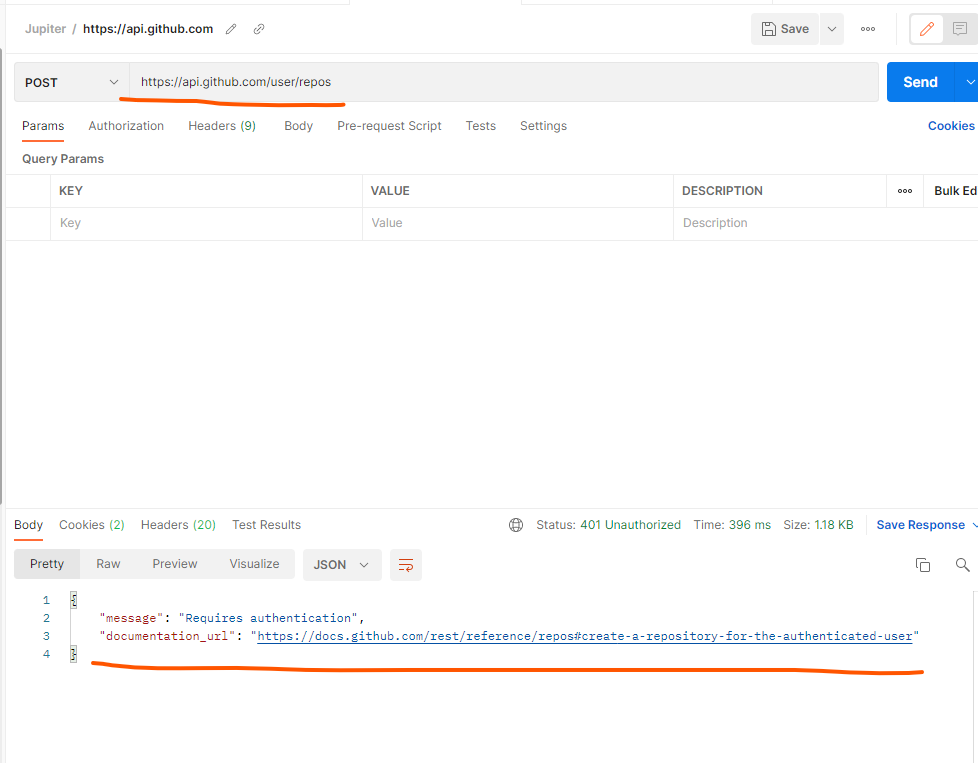 Jupiter / https://api.github.com
Save
POST https://api.github.com/user/repos Send
Params Authorization Headers (9) Body Pre-request Script Tests Settings Cookies
Query Params
KEY VALUE DESCRIPTION Bulk Ed
Key Value Description
Body Cookies (2) Headers (20) Test Results Status: 401 Unauthorized Time: 396 ms Size: 1.18 KB Save Response
Pretty Raw Preview Visualize JSON
1 {
2 "message": "Requires authentication",
3 "documentation_url": "https://docs.github.com/rest/reference/repos#create-a-repository-for-the-authenticated-user"
4 }